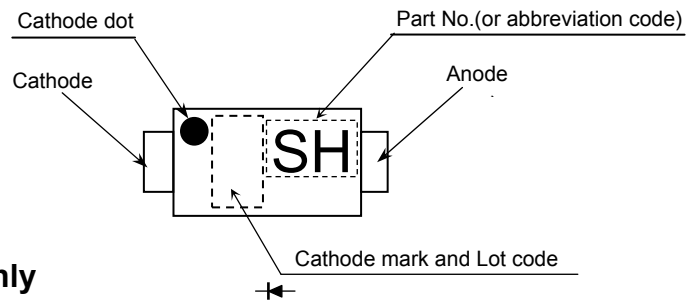 Cathode dot
Part No.(or abbreviation code)
Cathode
Anode
SH
Cathode mark and Lot code